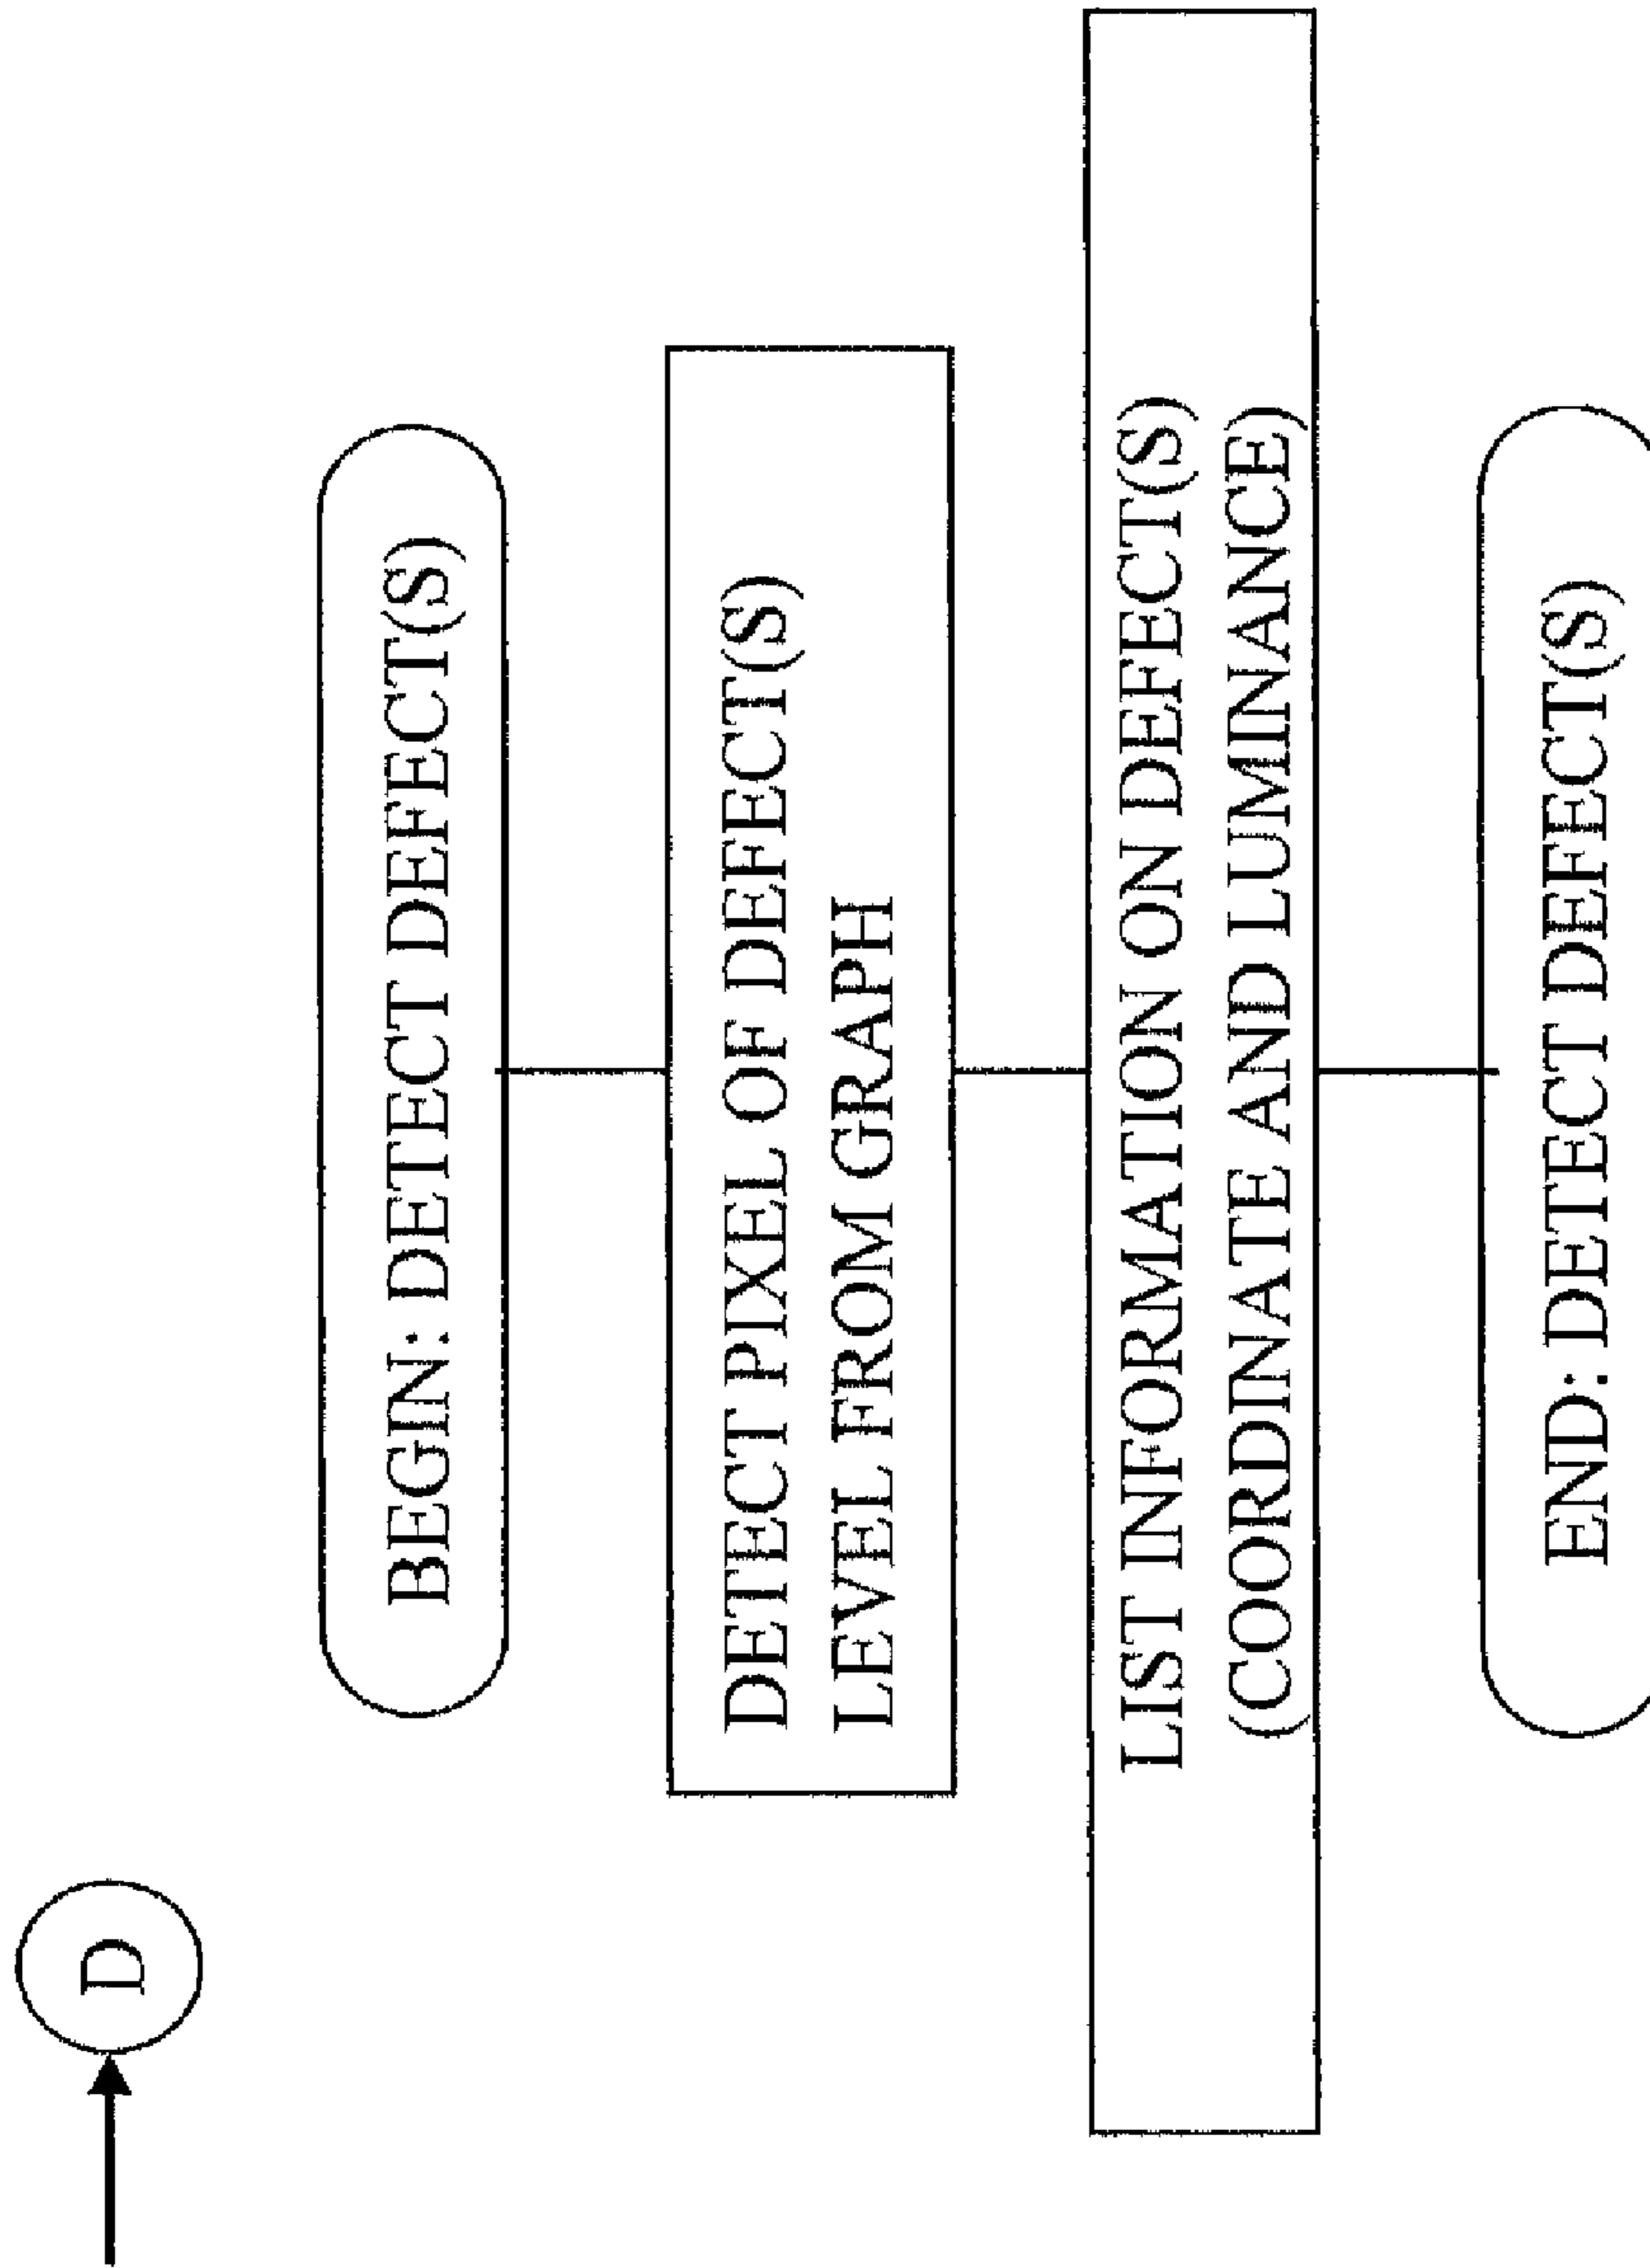 D
BEGIN: DETECT DEFECT(S)
DETECT PIXEL OF DEFECT(S)
LEVEL FROM GRAPH
LIST INFORMATION ON DEFECT(S)
(COORDINATE AND LUMINANCE)
END: DETECT DEFECT(S)